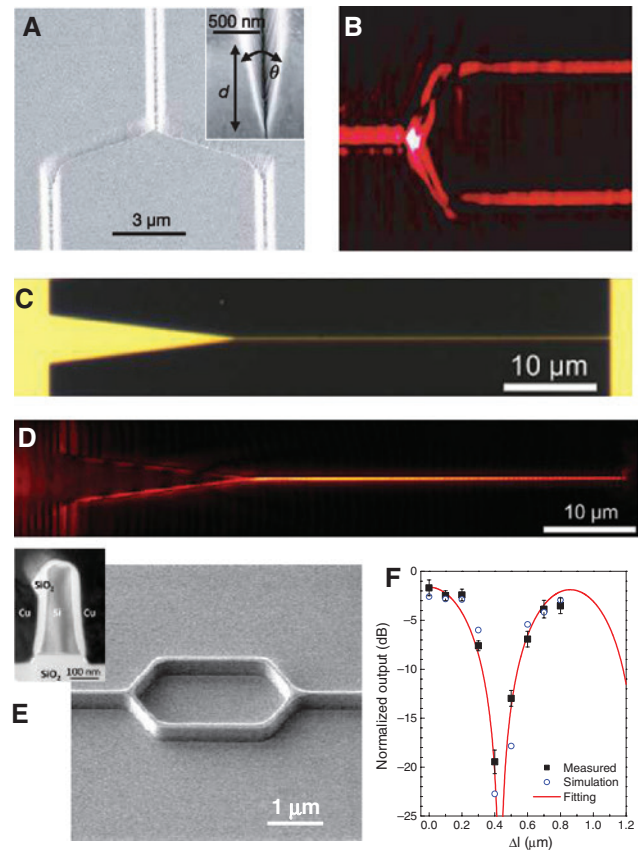 A
500 nm
d
θ
3 µm
B
C
10 µm
D
10 µm
SiO2
Cu
Si
Cu
SiO2
100 nm
E
1 µm
F
Normalized output (dB)
0
−5
−10
−15
−20
−25
0.0 0.2 0.4 0.6 0.8 1.0 1.2
Δl (µm)
Measured
Simulation
Fitting